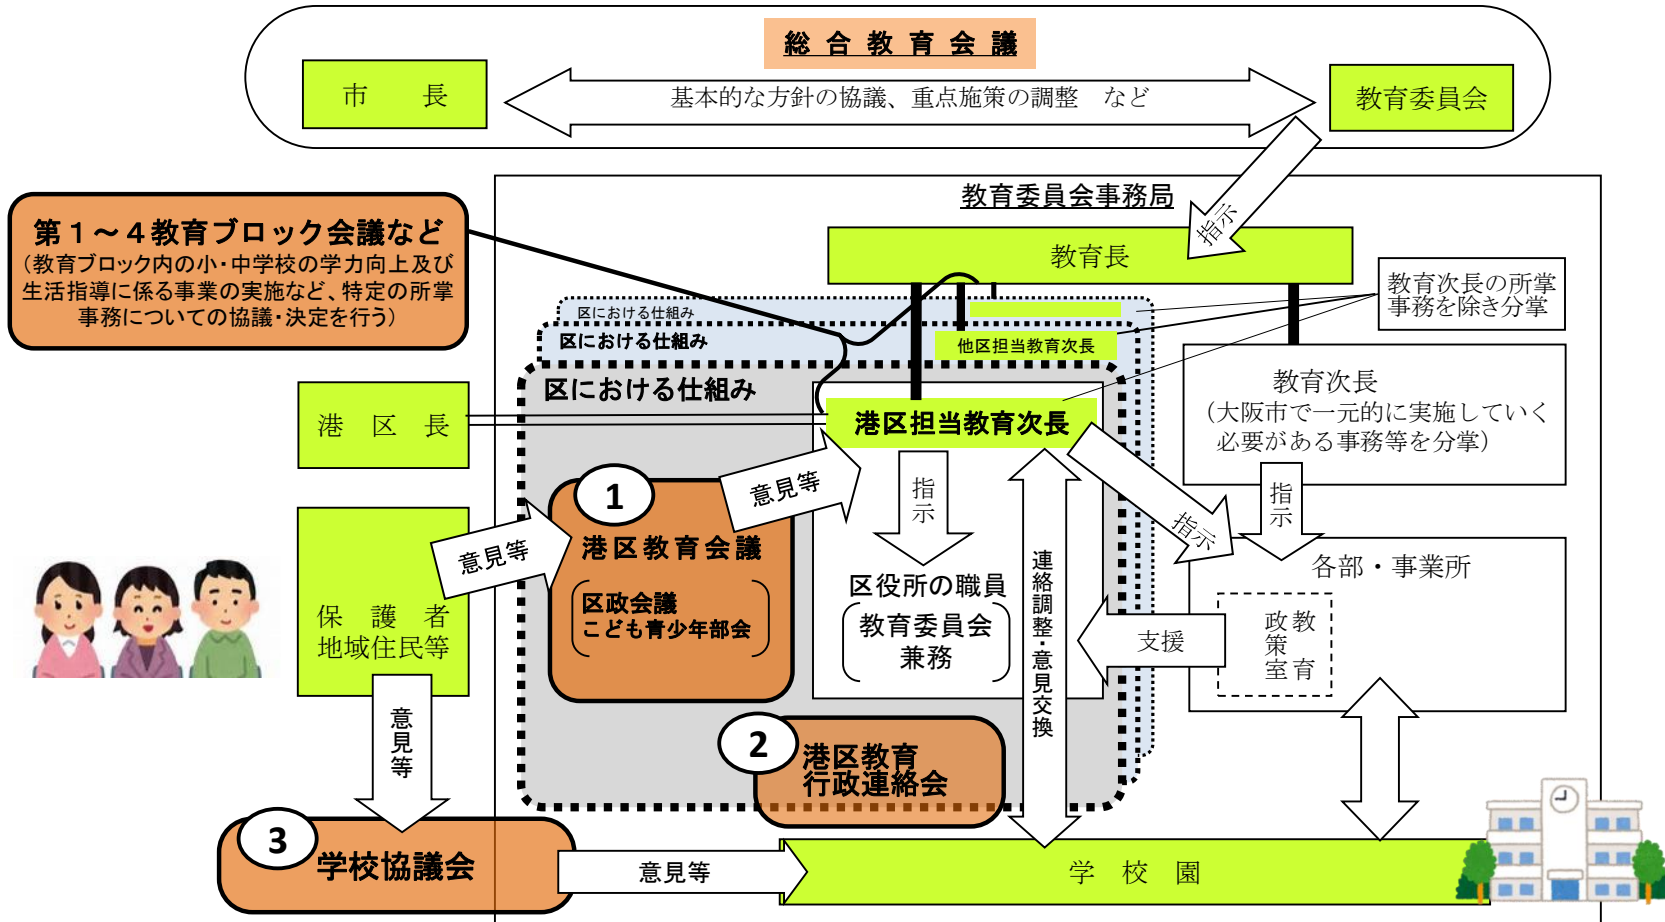 総合教育会議
市　長
基本的な方針の協議、重点施策の調整　など
教育委員会
指示
教育委員会事務局
第１～４教育ブロック会議など
（教育ブロック内の小・中学校の学力向上及び
生活指導に係る事業の実施など、特定の所掌
事務についての協議・決定を行う）
教育長
教育次長の所掌
事務を除き分掌
区における仕組み
区における仕組み
他区担当教育次長
区における仕組み
教育次長
（大阪市で一元的に実施していく
必要がある事務等を分掌）
港　区　長
港区担当教育次長
意見等
指示
指示
指示
1
港区教育会議
区政会議
こども青少年部会
意見等
保　護　者
地域住民等
区役所の職員
教育委員会
兼務
連絡調整・意見交換
各部・事業所
教育
政策室
支援
意見等
2
港区教育
行政連絡会
3
学校協議会
意見等
学　校　園